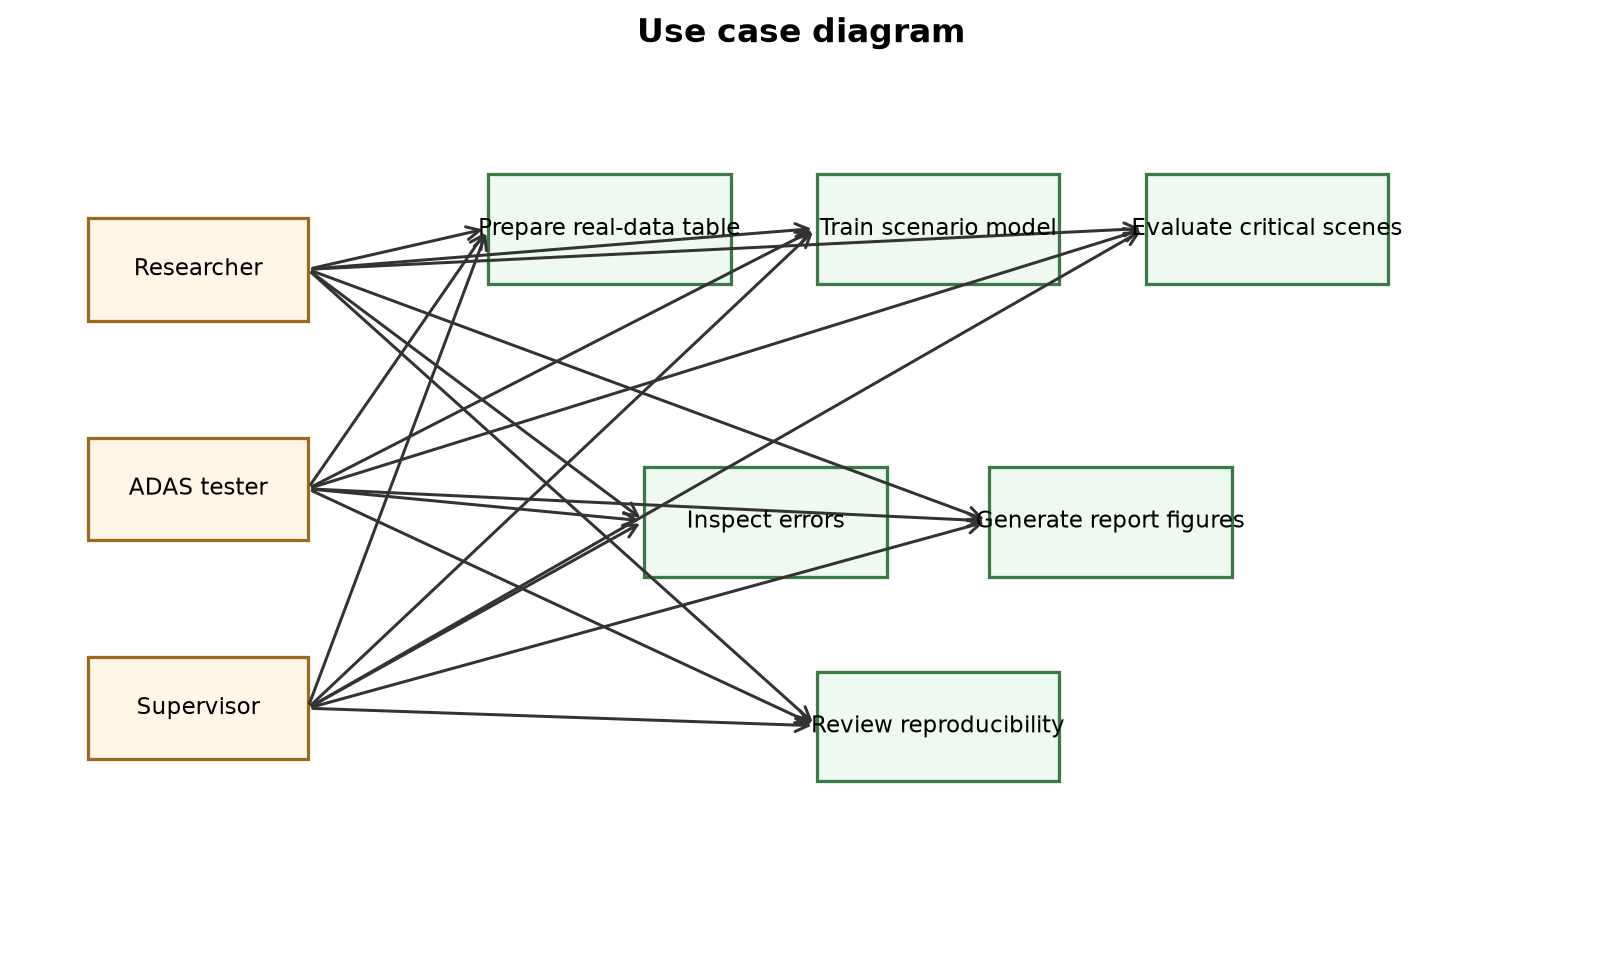 Use case diagram
Prepare real-data table
Train scenario model
Evaluate critical scenes
Researcher
ADAS tester
Inspect errors
Generate report figures
Supervisor
Review reproducibility